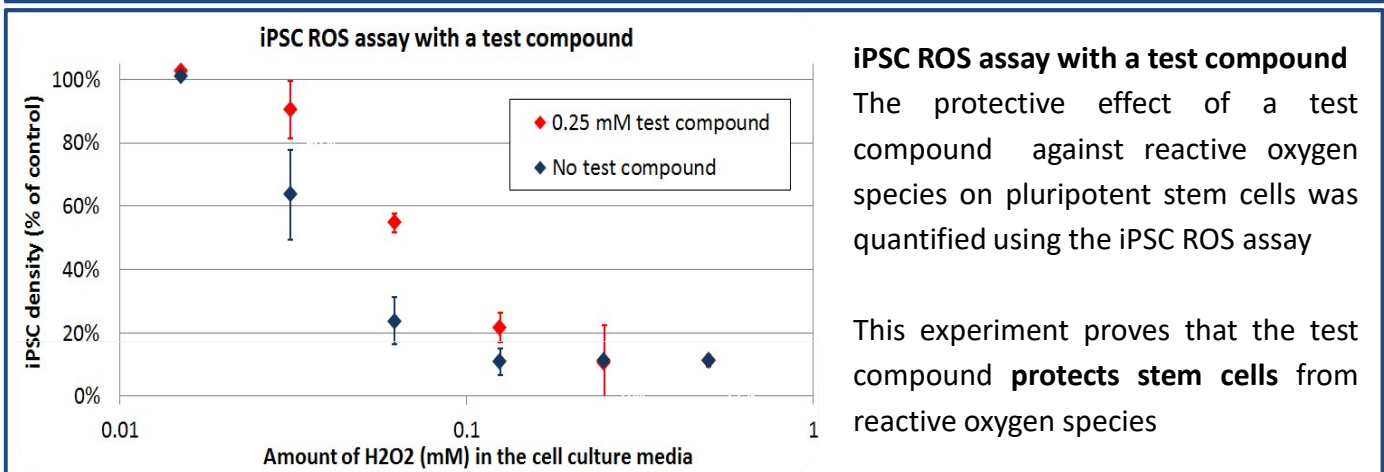 iPSC ROS assay with a test compound
100%
80%
60%
40%
20%
0%
iPSC density (% of control)
0.25 mM test compound
No test compound
0.01
0.1
1
Amount of H2O2 (mM) in the cell culture media
iPSC ROS assay with a test compound
The protective effect of a test
compound against reactive oxygen
species on pluripotent stem cells was
quantified using the iPSC ROS assay
This experiment proves that the test
compound protects stem cells from
reactive oxygen species